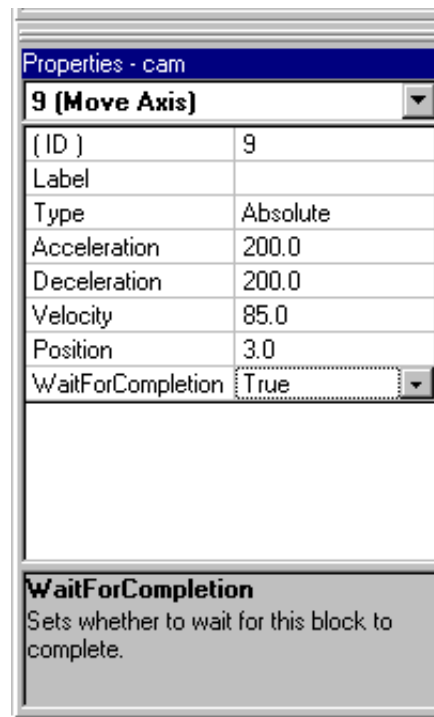 Properties - cam
9 (Move Axis)
( ID ) 9
Label
Type Absolute
Acceleration 200.0
Deceleration 200.0
Velocity 85.0
Position 3.0
WaitForCompletion True
WaitForCompletion
Sets whether to wait for this block to
complete.